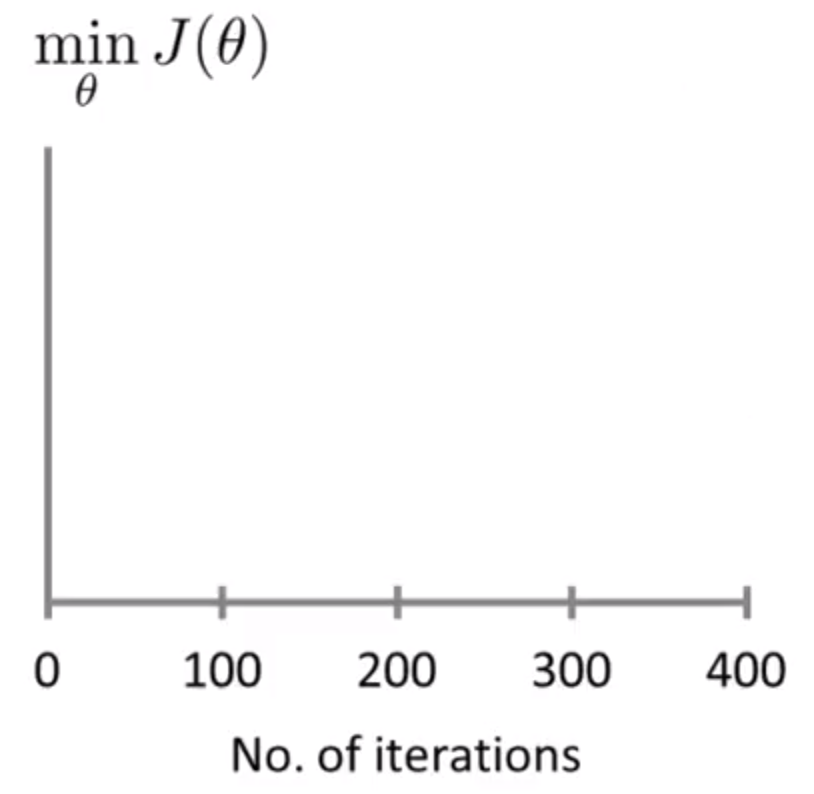 min J(θ)
θ
0 100 200 300 400
No. of iterations